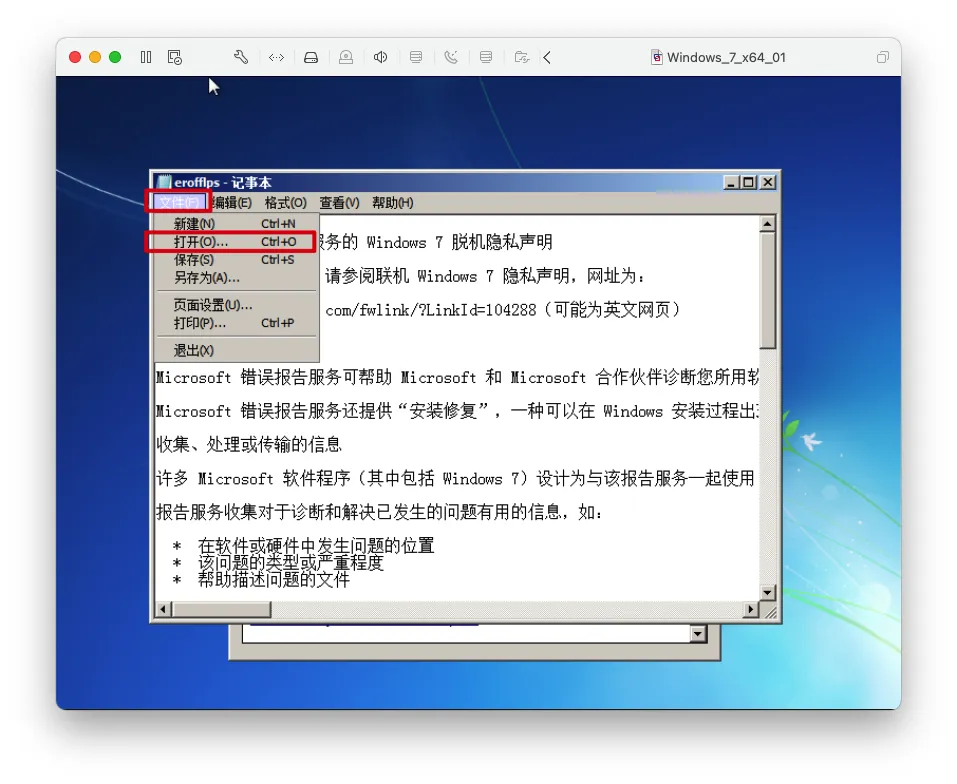 Windows_7_x64_01
erofflps - 记事本
文件(F) 编辑(E) 格式(O) 查看(V) 帮助(H)
新建(N) Ctrl+N
打开(O)... Ctrl+O
保存(S) Ctrl+S
另存为(A)...
页面设置(U)...
打印(P)... Ctrl+P
退出(X)
服务的 Windows 7 脱机隐私声明
请参阅联机 Windows 7 隐私声明，网址为：
com/fwlink/?LinkId=104288（可能为英文网页）
Microsoft 错误报告服务可帮助 Microsoft 和 Microsoft 合作伙伴诊断您所用软
Microsoft 错误报告服务还提供“安装修复”，一种可以在 Windows 安装过程出现
收集、处理或传输的信息
许多 Microsoft 软件程序（其中包括 Windows 7）设计为与该报告服务一起使用
报告服务收集对于诊断和解决已发生的问题有用的信息，如：
* 在软件或硬件中发生问题的位置
* 该问题的类型或严重程度
* 帮助描述问题的文件